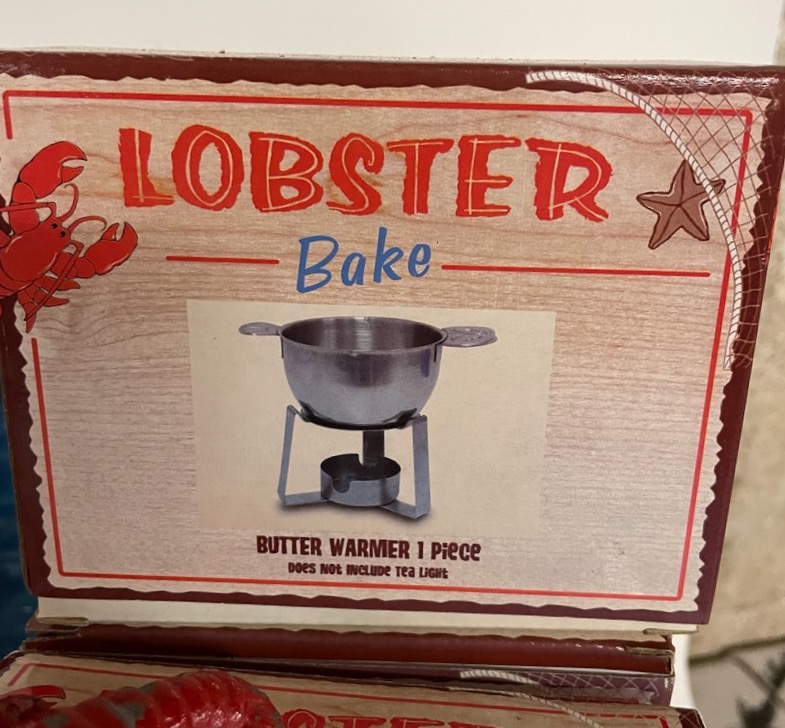 LOBSTER
Bake
BUTTER WARMER 1 Piece
DOES NOT INCLUDE TEA LIGHT